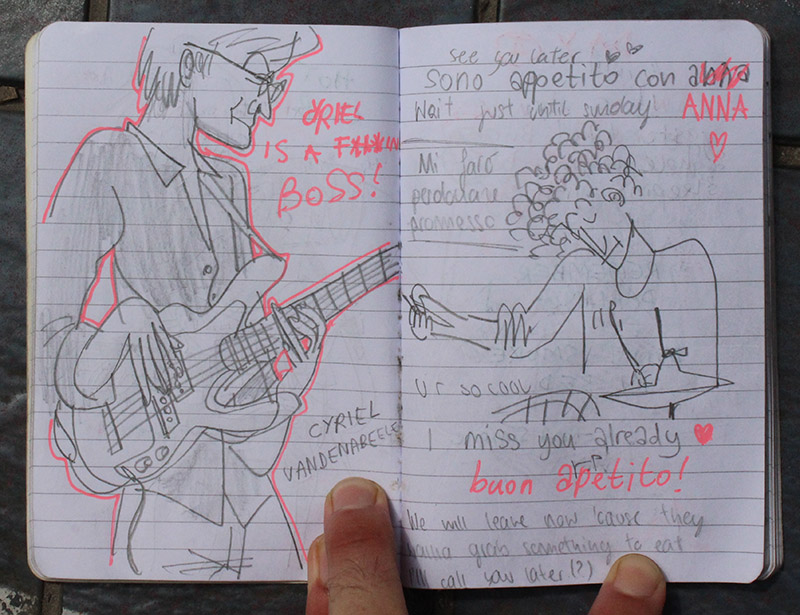 CYRIEL
IS A F***IN
BOSS!
CYRIEL
VANDENABEELE
see you later
sono appetito con
ANNA
Wait just until sunday!
Mi farò
perdonare
promesso
U r so cool
I miss you already
buon appetito!
We will leave now 'cause they
wanna grab something to eat
I'll call you later (?)